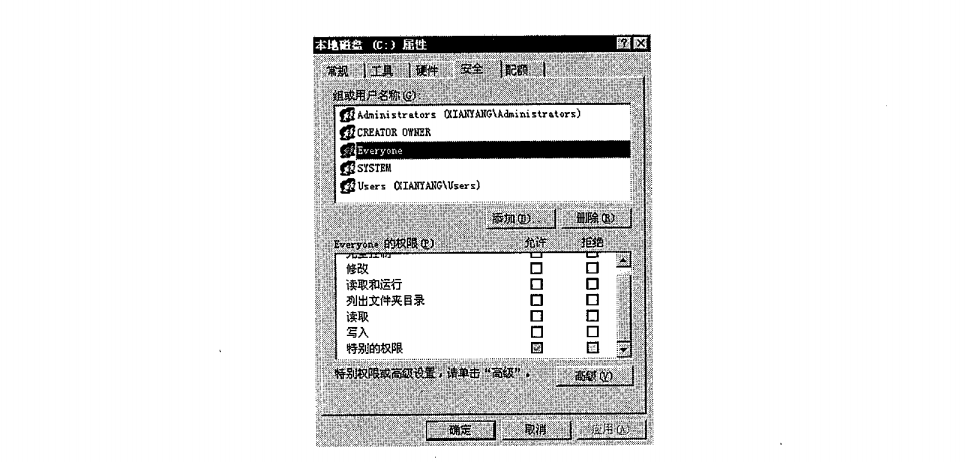 本地磁盘 (C:) 属性
常规 工具 硬件 安全 配额
组或用户名称(G)
Administrators (XIANYANG\Administrators)
CREATOR OWNER
Everyone
SYSTEM
Users (XIANYANG\Users)
添加(D)... 删除(R)
Everyone 的权限(P) 允许 拒绝
完全控制
修改
读取和运行
列出文件夹目录
读取
写入
特别的权限
特别权限或高级设置，请单击“高级”。 高级(V)
确定 取消 应用(A)